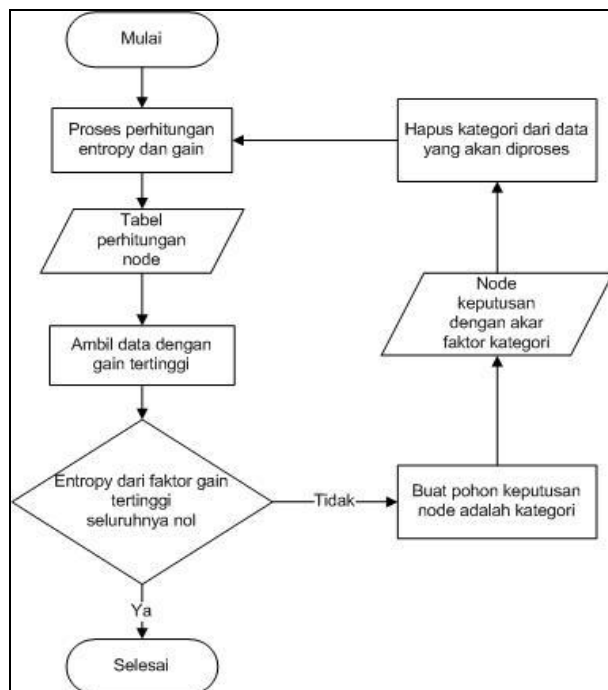 Mulai
Proses perhitungan
entropy dan gain
Tabel
perhitungan
node
Ambil data dengan
gain tertinggi
Entropy dari faktor gain
tertinggi
seluruhnya nol
Tidak
Buat pohon keputusan
node adalah kategori
Node
keputusan
dengan akar
faktor kategori
Hapus kategori dari data
yang akan diproses
Ya
Selesai